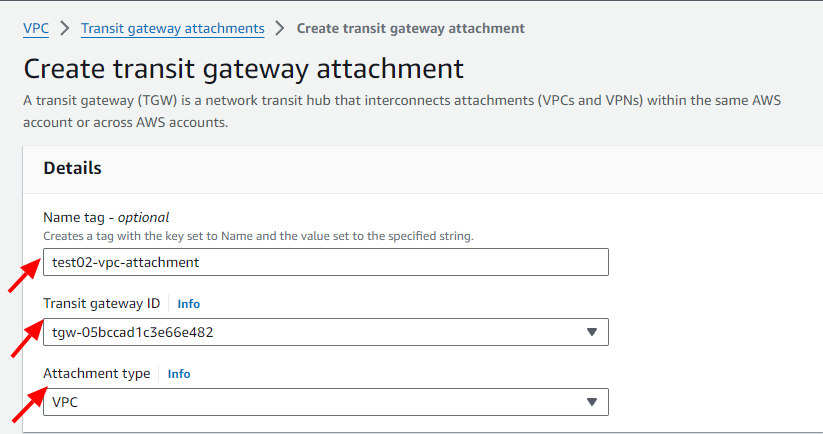 VPC > Transit gateway attachments > Create transit gateway attachment
Create transit gateway attachment
A transit gateway (TGW) is a network transit hub that interconnects attachments (VPCs and VPNs) within the same AWS
account or across AWS accounts.
Details
Name tag - optional
Creates a tag with the key set to Name and the value set to the specified string.
test02-vpc-attachment
Transit gateway ID Info
tgw-05bccad1c3e66e482
Attachment type Info
VPC